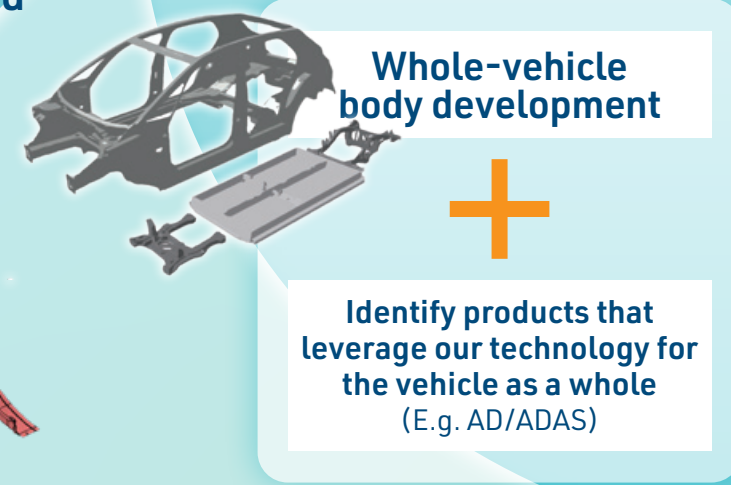 Whole-vehicle
body development
+
Identify products that
leverage our technology for
the vehicle as a whole
(E.g. AD/ADAS)